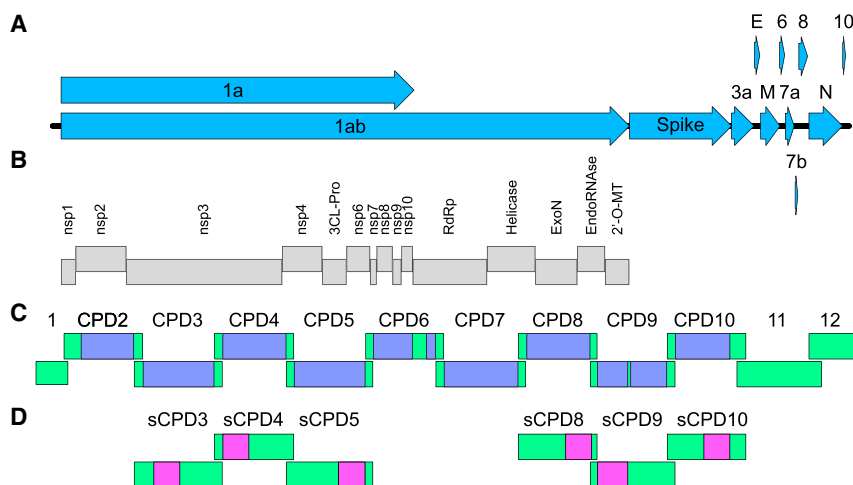 A
E 6 8 10
1a
3a M 7a N
1ab
Spike
B
7b
nsp1
nsp2
nsp3
nsp4
3CL-Pro
nsp6
nsp7
nsp8
nsp9
nsp10
RdRp
Helicase
ExoN
EndoRNAse
2'-O-MT
C
1 CPD2 CPD3 CPD4 CPD5 CPD6 CPD7 CPD8 CPD9 CPD10 11 12
D
sCPD3 sCPD4 sCPD5 sCPD8 sCPD9 sCPD10